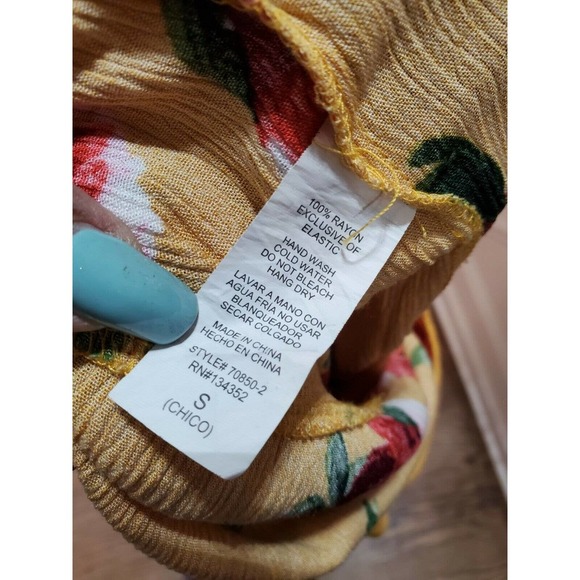 100% RAYON
EXCLUSIVE OF
ELASTIC
HAND WASH
COLD WATER
DO NOT BLEACH
HANG DRY
LAVAR A MANO CON
AGUA FRIA NO USAR
BLANQUEADOR
SECAR COLGADO
MADE IN CHINA
HECHO EN CHINA
STYLE# 70850-2
RN#134352
S
(CHICO)